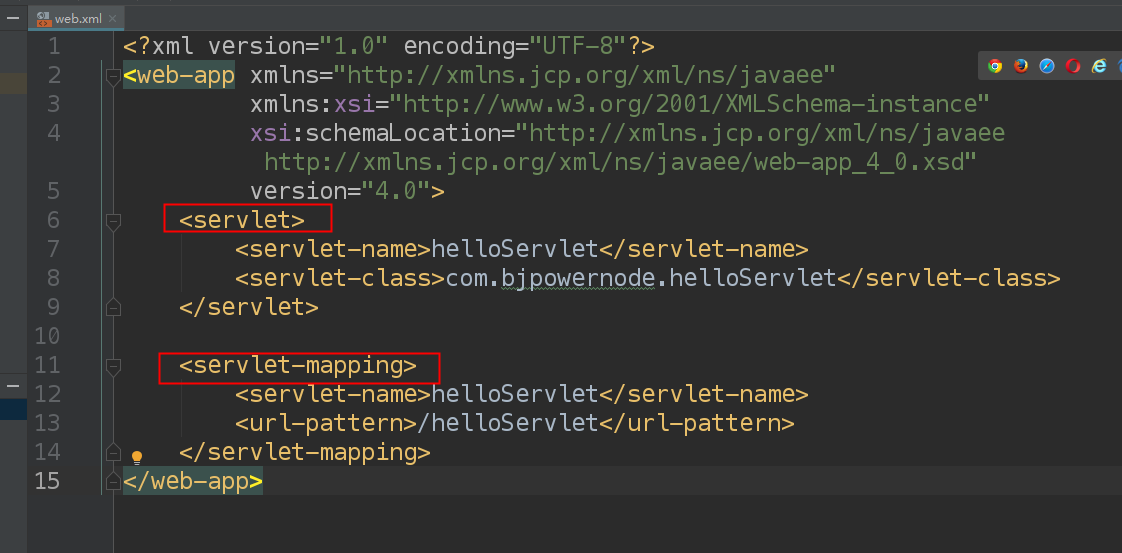 web.xml
1 <?xml version="1.0" encoding="UTF-8"?>
2 <web-app xmlns="http://xmlns.jcp.org/xml/ns/javaee"
3 xmlns:xsi="http://www.w3.org/2001/XMLSchema-instance"
4 xsi:schemaLocation="http://xmlns.jcp.org/xml/ns/javaee
http://xmlns.jcp.org/xml/ns/javaee/web-app_4_0.xsd"
5 version="4.0">
6 <servlet>
7 <servlet-name>helloServlet</servlet-name>
8 <servlet-class>com.bjpowernode.helloServlet</servlet-class>
9 </servlet>
10
11 <servlet-mapping>
12 <servlet-name>helloServlet</servlet-name>
13 <url-pattern>/helloServlet</url-pattern>
14 </servlet-mapping>
15 </web-app>